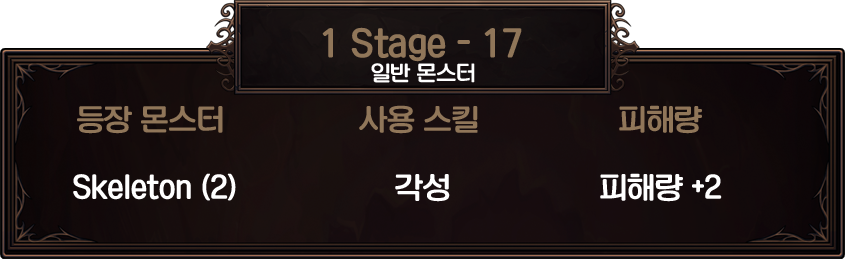 1 Stage - 17
일반 몬스터
등장 몬스터 사용 스킬 피해량
Skeleton (2) 각성 피해량 +2